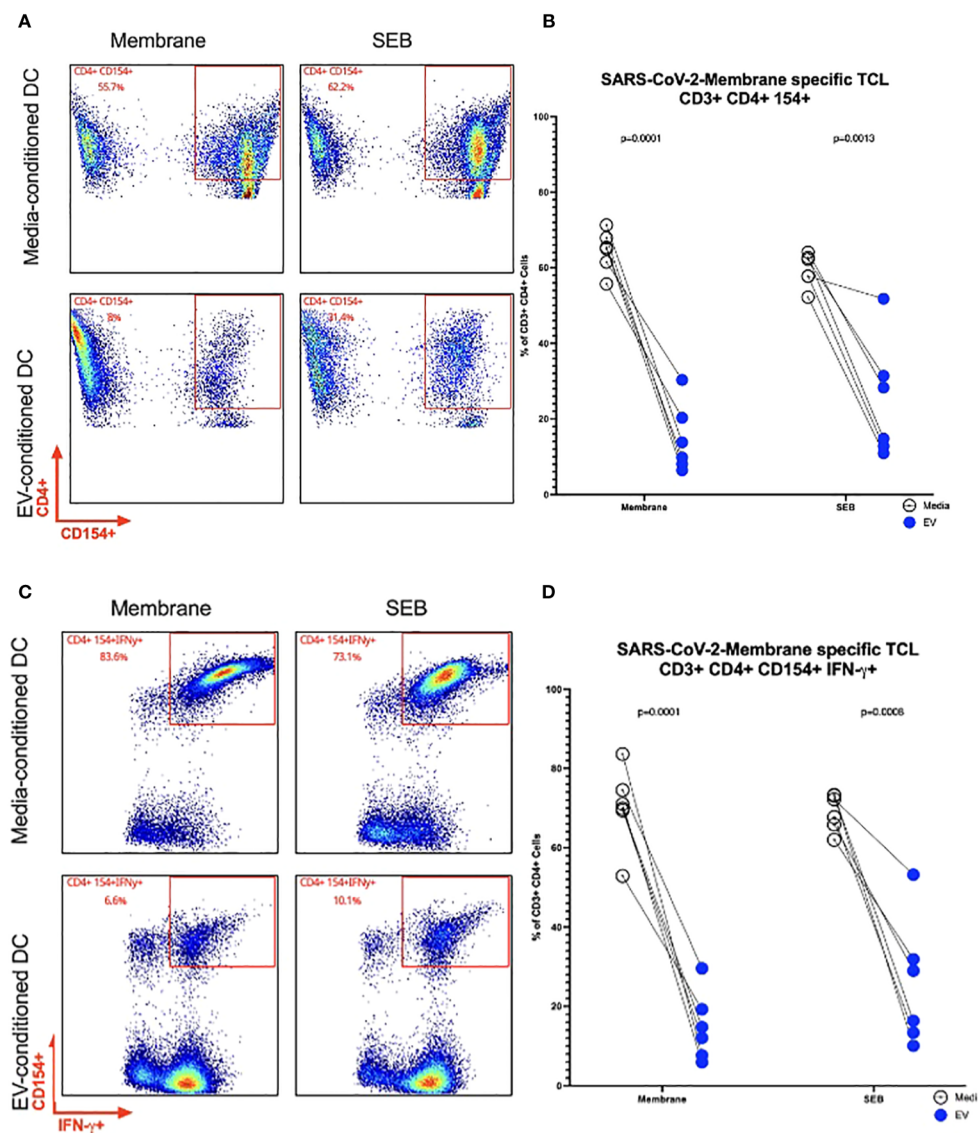 A
Membrane
SEB
Media-conditioned DC
CD4+ CD154+
55.7%
CD4+ CD154+
62.2%
EV-conditioned DC
CD4+ CD154+
8%
CD4+ CD154+
31.4%
CD4+
CD154+
B
SARS-CoV-2-Membrane specific TCL
CD3+ CD4+ 154+
p=0.0001
p=0.0013
% of CD3+ CD4+ Cells
100
80
60
40
20
0
Membrane
SEB
Media
EV
C
Membrane
SEB
Media-conditioned DC
CD4+ 154+IFNy+
83.6%
CD4+ 154+IFNy+
73.1%
EV-conditioned DC
CD4+ 154+IFNy+
6.6%
CD4+ 154+IFNy+
10.1%
CD154+
IFN-γ+
D
SARS-CoV-2-Membrane specific TCL
CD3+ CD4+ CD154+ IFN-γ+
p=0.0001
p=0.0006
% of CD3+ CD4+ Cells
100
80
60
40
20
0
Membrane
SEB
Medi
EV